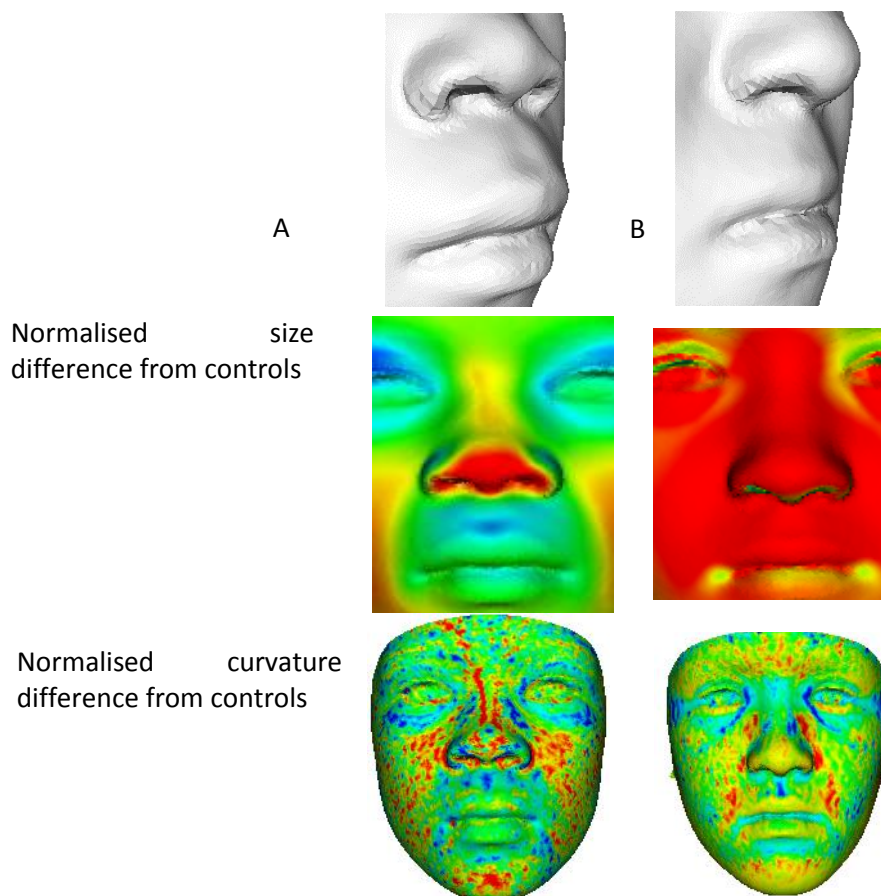 A
B
Normalised size
difference from controls
Normalised curvature
difference from controls